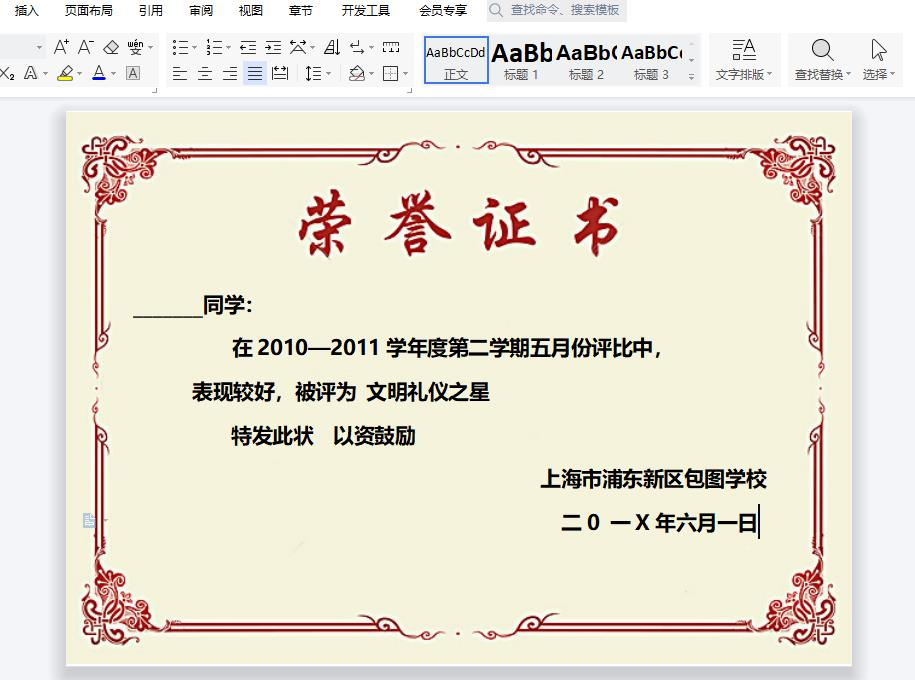 插入 页面布局 引用 审阅 视图 章节 开发工具 会员专享 查找命令、搜索模板
AaBbCcDd AaBb AaBb( AaBbC
正文 标题 1 标题 2 标题 3 文字排版 查找替换 选择
荣誉证书
_______同学：
在 2010—2011 学年度第二学期五月份评比中，
表现较好，被评为 文明礼仪之星
特发此状 以资鼓励
上海市浦东新区包图学校
二 0 一 X 年六月一日